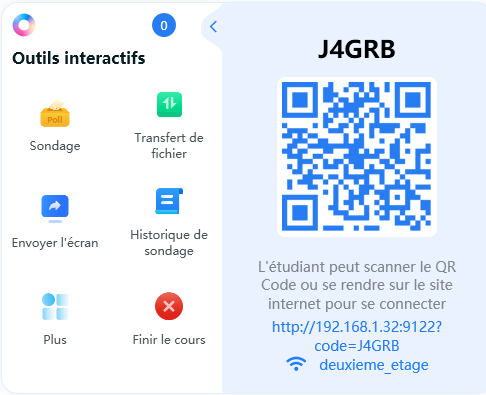 0
Outils interactifs
Poll
Sondage
Transfert de
fichier
Envoyer l'écran
Historique de
sondage
Plus
Finir le cours
J4GRB
L'étudiant peut scanner le QR
Code ou se rendre sur le site
internet pour se connecter
http://192.168.1.32:9122?
code=J4GRB
deuxieme_etage